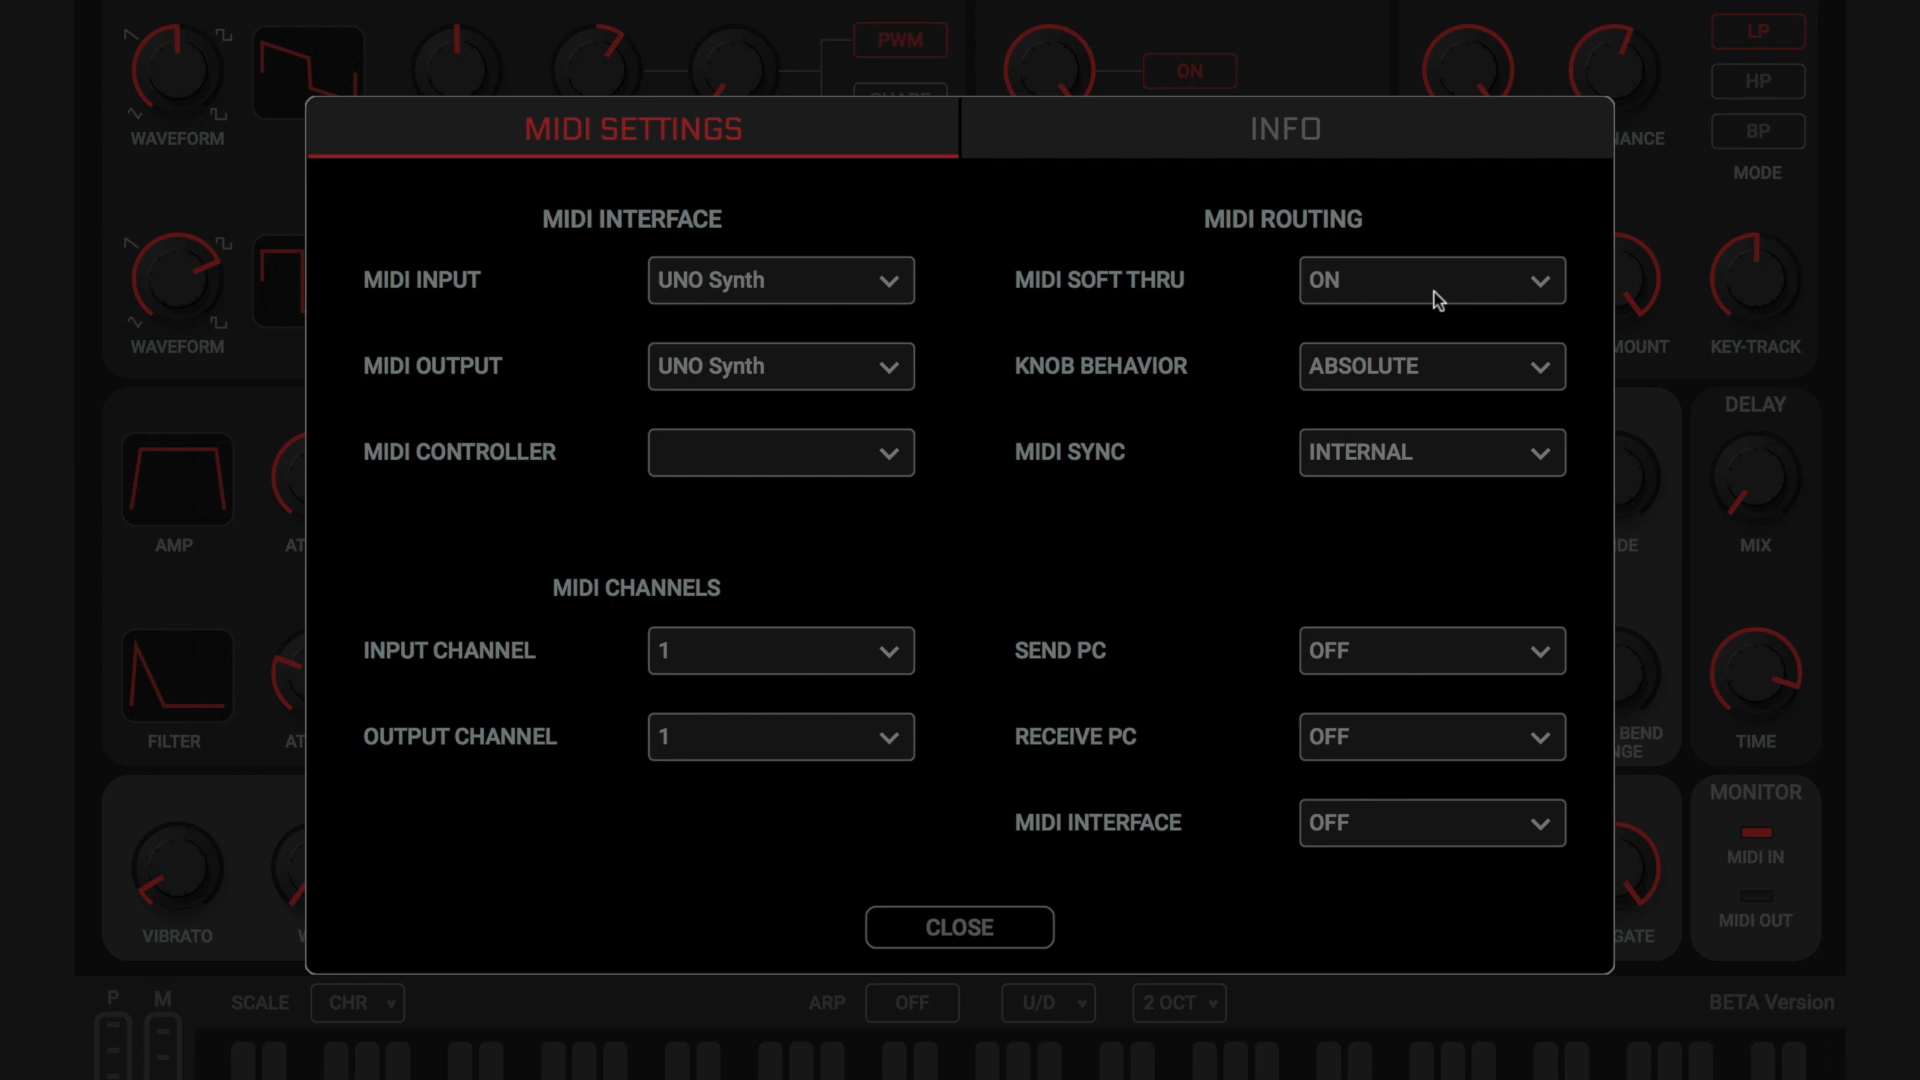 PWM
ON
LP
HP
BP
MODE
WAVEFORM
MIDI SETTINGS
INFO
MIDI INTERFACE
MIDI ROUTING
MIDI INPUT
UNO Synth
MIDI SOFT THRU
ON
MIDI OUTPUT
UNO Synth
KNOB BEHAVIOR
ABSOLUTE
WAVEFORM
KEY-TRACK
MIDI CONTROLLER
MIDI SYNC
INTERNAL
DELAY
AMP
MIX
MIDI CHANNELS
INPUT CHANNEL
1
SEND PC
OFF
OUTPUT CHANNEL
1
RECEIVE PC
OFF
FILTER
BEND
TIME
MIDI INTERFACE
OFF
MONITOR
MIDI IN
MIDI OUT
VIBRATO
GATE
CLOSE
P M
SCALE
CHR
ARP
OFF
U/D
2 OCT
BETA Version